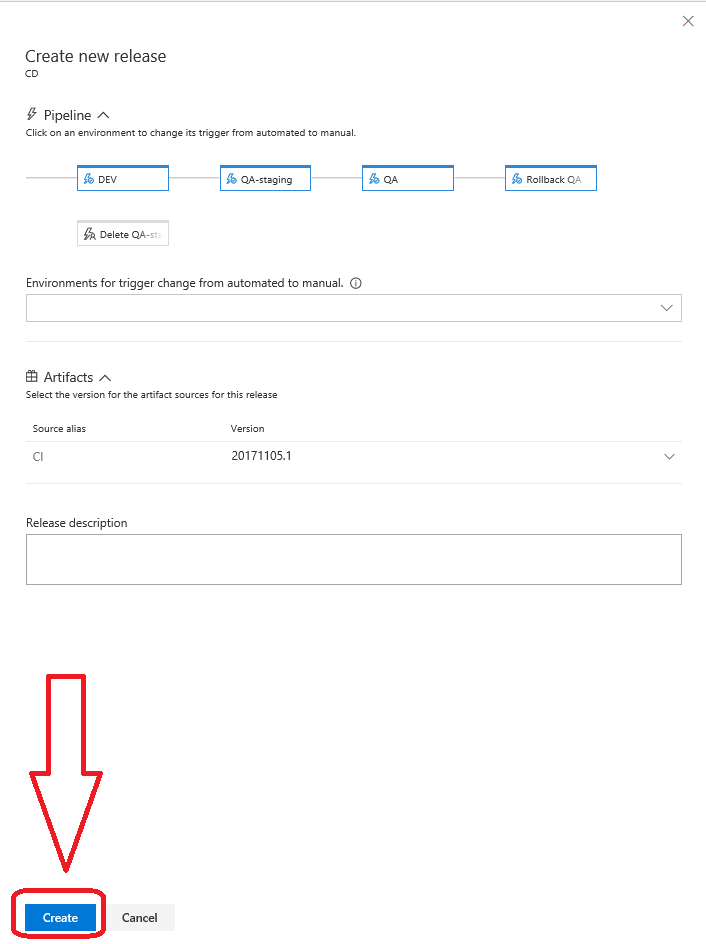 Create new release
CD
Pipeline
Click on an environment to change its trigger from automated to manual.
DEV
QA-staging
QA
Rollback QA
Delete QA-sta
Environments for trigger change from automated to manual.
Artifacts
Select the version for the artifact sources for this release
Source alias Version
CI 20171105.1
Release description
Create Cancel